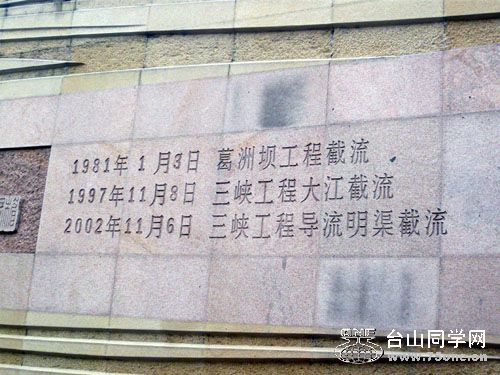 1981年1月3日 葛洲坝工程截流
1997年11月8日 三峡工程大江截流
2002年11月6日 三峡工程导流明渠截流
台山同学网
www.750nc.cn